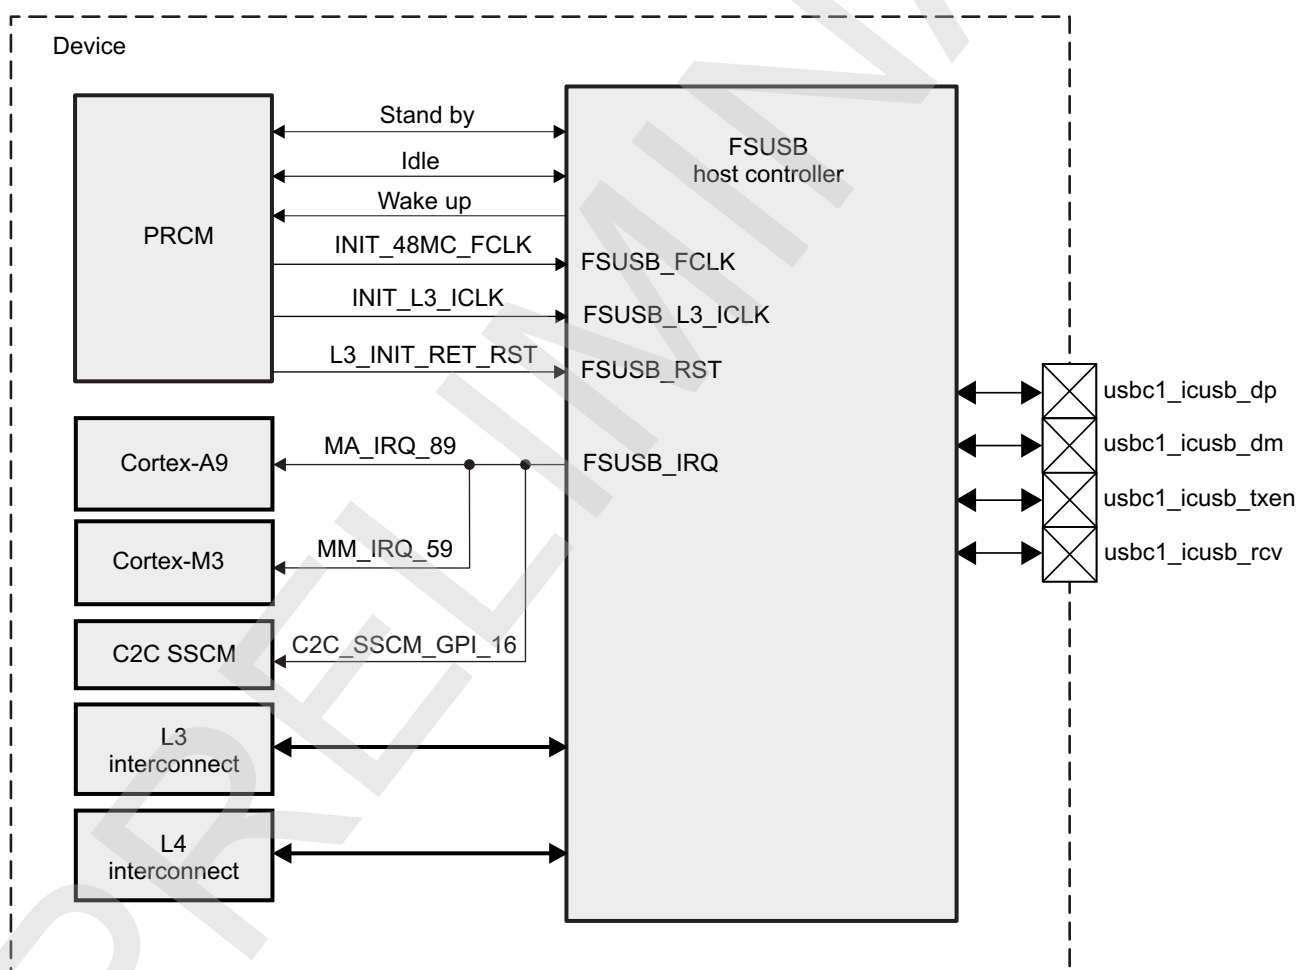 Device
PRCM
Stand by
Idle
Wake up
INIT_48MC_FCLK
INIT_L3_ICLK
L3_INIT_RET_RST
FSUSB
host controller
FSUSB_FCLK
FSUSB_L3_ICLK
FSUSB_RST
FSUSB_IRQ
Cortex-A9
MA_IRQ_89
Cortex-M3
MM_IRQ_59
C2C SSCM
C2C_SSCM_GPI_16
L3
interconnect
L4
interconnect
usbc1_icusb_dp
usbc1_icusb_dm
usbc1_icusb_txen
usbc1_icusb_rcv
PRELIMINA